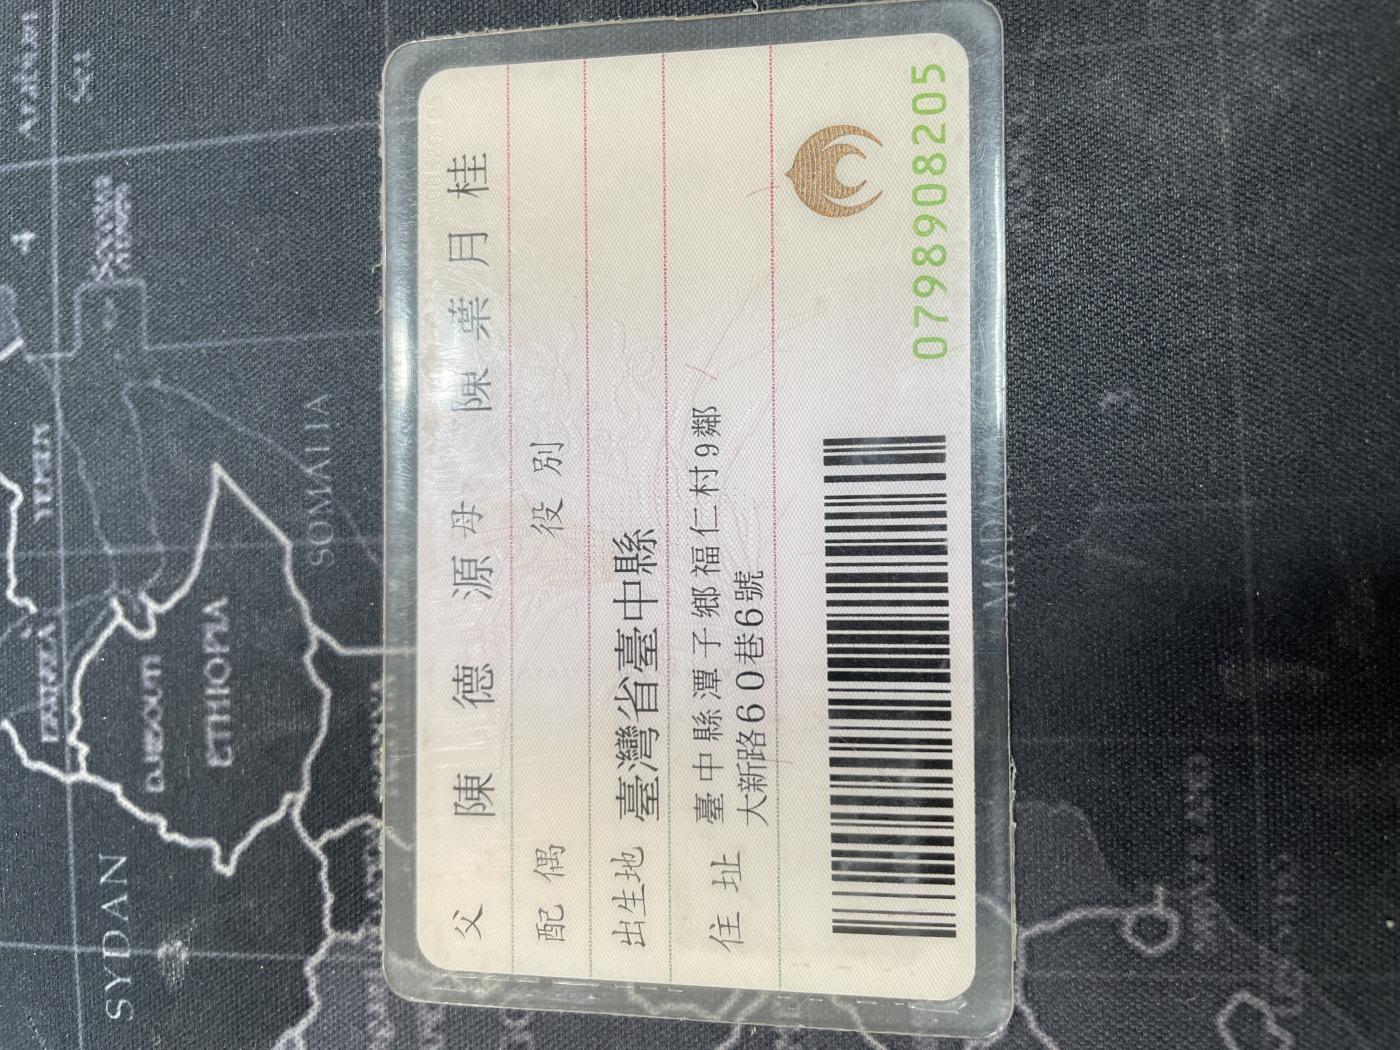 父 陳德源 母 陳葉月桂
配偶 役別
出生地 臺灣省臺中縣
住址 臺中縣潭子鄉福仁村9鄰
大新路60巷6號
0798908205
YEMEN
SOMALIA
DJIBOUTI
ETHIOPIA
SYDAN